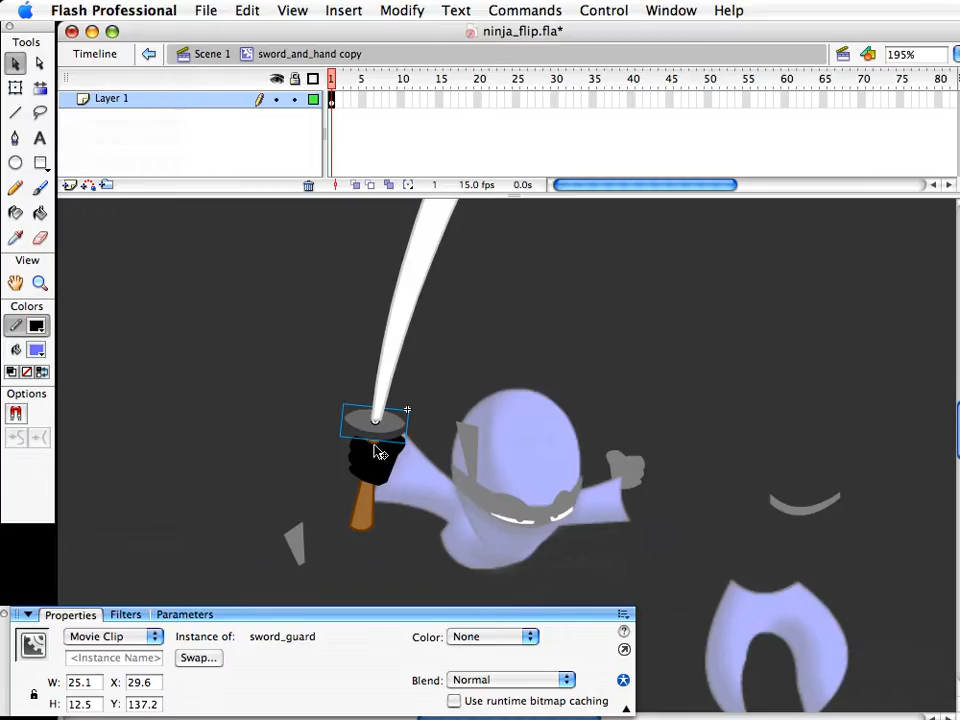 Flash Professional File Edit View Insert Modify Text Commands Control Window Help
ninja_flip.fla*
Tools
Timeline Scene 1 sword_and_hand copy 195%
1 5 10 15 20 25 30 35 40 45 50 55 60 65 70 75 80
Layer 1
1 15.0 fps 0.0s
View
Colors
Options
Properties Filters Parameters
Movie Clip Instance of: sword_guard Color: None
<Instance Name> Swap...
W: 25.1 X: 29.6 Blend: Normal
H: 12.5 Y: 137.2 Use runtime bitmap caching